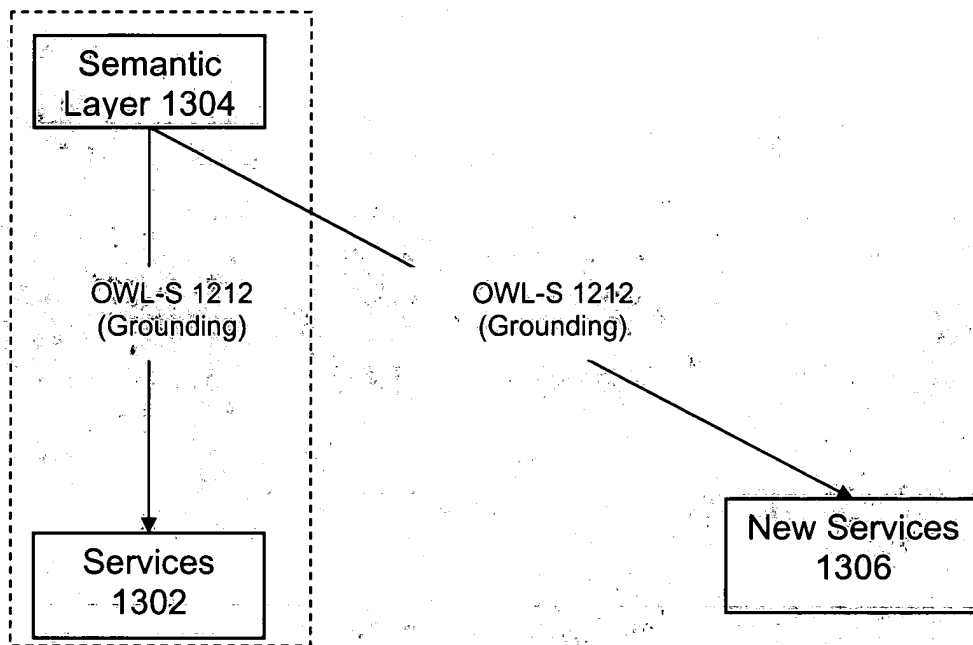 Semantic
Layer 1304
OWL-S 1212
(Grounding)
OWL-S 1212
(Grounding)
Services
1302
New Services
1306